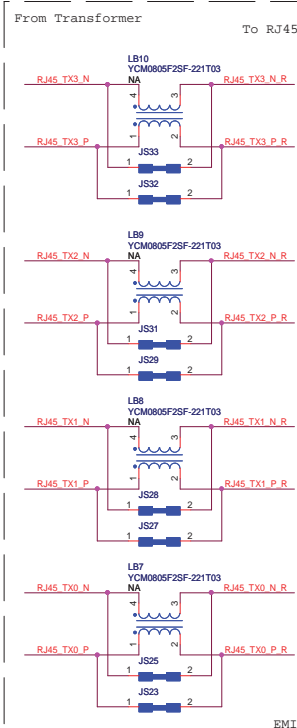 From Transformer
To RJ45
LB10
YCM0805F2SF-221T03
NA
RJ45_TX3_N
RJ45_TX3_N_R
4
3
RJ45_TX3_P
RJ45_TX3_P_R
1
2
JS33
1
2
JS32
1
2
LB9
YCM0805F2SF-221T03
NA
RJ45_TX2_N
RJ45_TX2_N_R
4
3
RJ45_TX2_P
RJ45_TX2_P_R
1
2
JS31
1
2
JS29
1
2
LB8
YCM0805F2SF-221T03
NA
RJ45_TX1_N
RJ45_TX1_N_R
4
3
RJ45_TX1_P
RJ45_TX1_P_R
1
2
JS28
1
2
JS27
1
2
LB7
YCM0805F2SF-221T03
NA
RJ45_TX0_N
RJ45_TX0_N_R
4
3
RJ45_TX0_P
RJ45_TX0_P_R
1
2
JS25
1
2
JS23
1
2
EMI